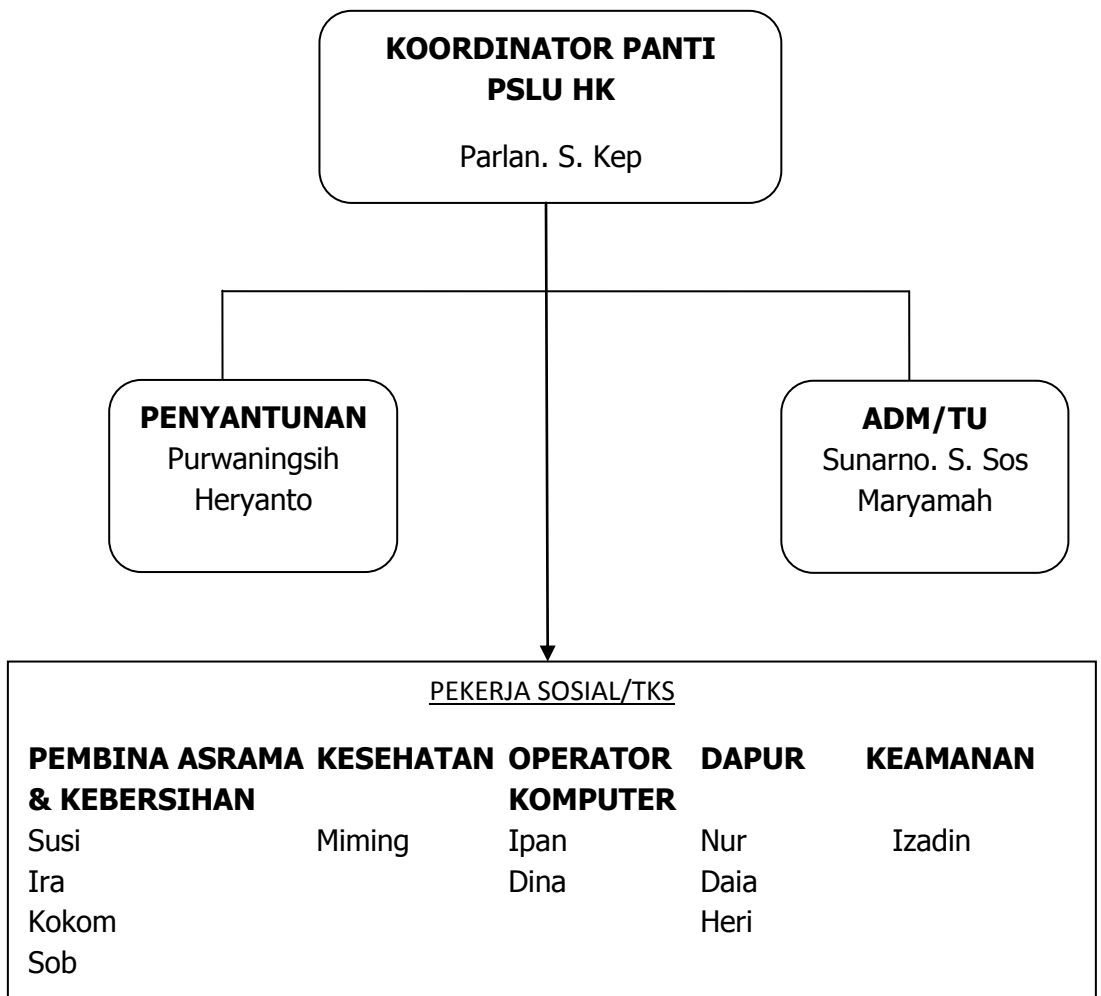 KOORDINATOR PANTI
PSLU HK
Parlan. S. Kep
PENYANTUNAN
Purwaningsih
Heryanto
ADM/TU
Sunarno. S. Sos
Maryamah
PEKERJA SOSIAL/TKS
PEMBINA ASRAMA KESEHATAN OPERATOR DAPUR KEAMANAN
& KEBERSIHAN KOMPUTER
Susi Miming Ipan Nur Izadin
Ira Dina Daia
Kokom Heri
Sob